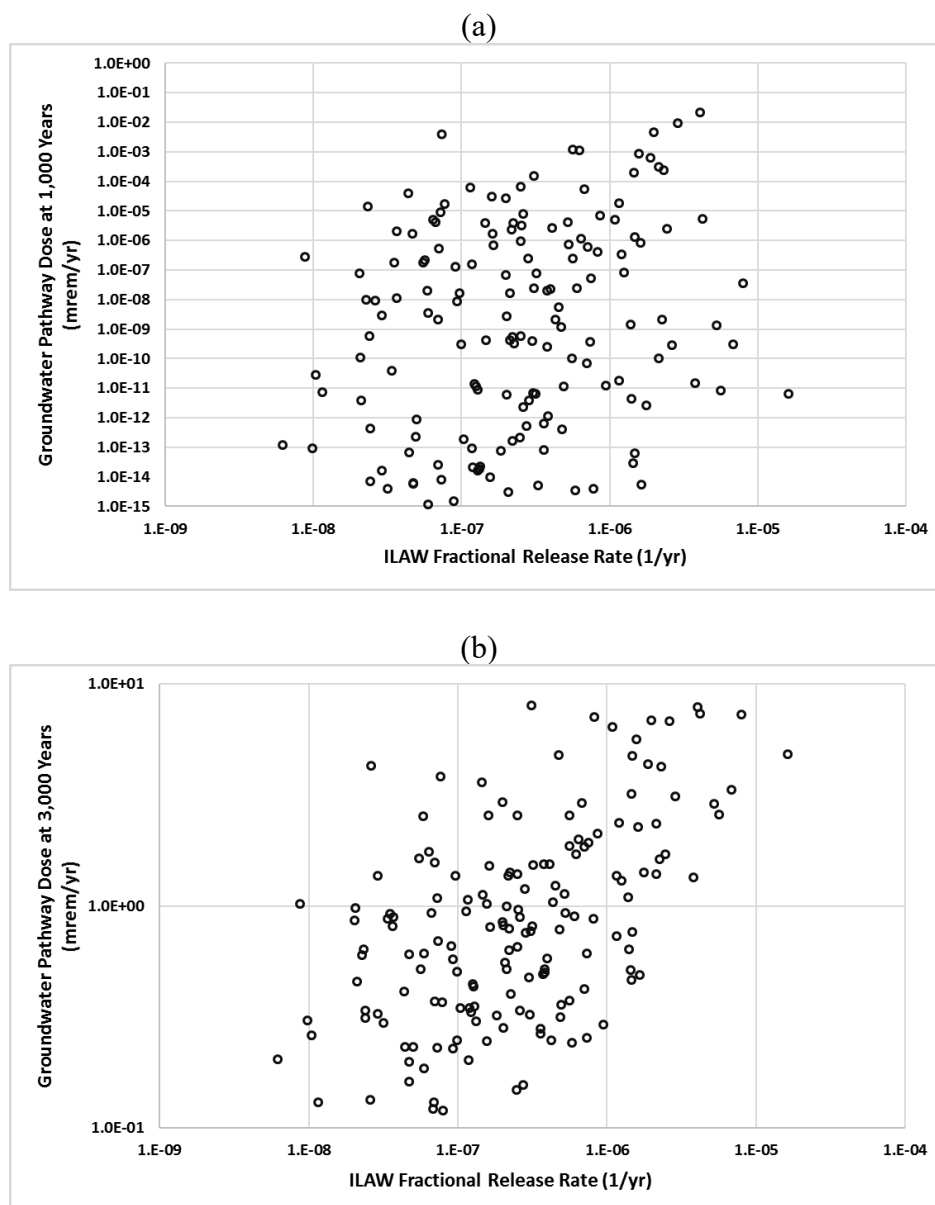 (a)
Groundwater Pathway Dose at 1,000 Years
(mrem/yr)
1.0E+00
1.0E-01
1.0E-02
1.0E-03
1.0E-04
1.0E-05
1.0E-06
1.0E-07
1.0E-08
1.0E-09
1.0E-10
1.0E-11
1.0E-12
1.0E-13
1.0E-14
1.0E-15
1.E-09 1.E-08 1.E-07 1.E-06 1.E-05 1.E-04
ILAW Fractional Release Rate (1/yr)
(b)
Groundwater Pathway Dose at 3,000 Years
(mrem/yr)
1.0E+01
1.0E+00
1.0E-01
1.E-09 1.E-08 1.E-07 1.E-06 1.E-05 1.E-04
ILAW Fractional Release Rate (1/yr)